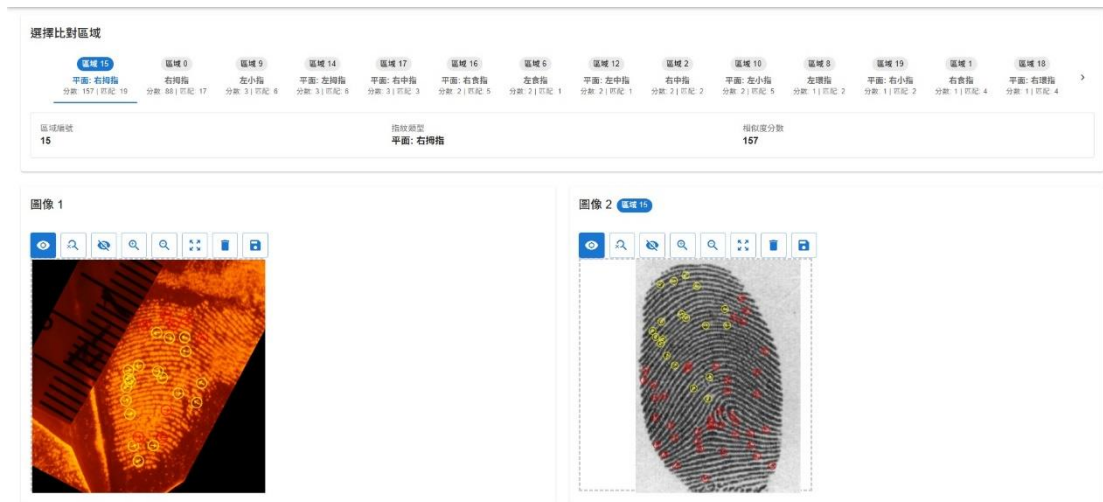 選擇比對區域
區域 15 區域 0 區域 9 區域 14 區域 17 區域 16 區域 6 區域 12 區域 2 區域 10 區域 8 區域 19 區域 1 區域 18
平面: 右拇指 右拇指 左小指 平面: 左拇指 平面: 右中指 平面: 右食指 左食指 平面: 左中指 右中指 平面: 左小指 左環指 平面: 右小指 右食指 平面: 右環指
分數: 157 | 匹配: 19 分數: 88 | 匹配: 17 分數: 3 | 匹配: 6 分數: 3 | 匹配: 6 分數: 3 | 匹配: 3 分數: 2 | 匹配: 5 分數: 2 | 匹配: 1 分數: 2 | 匹配: 1 分數: 2 | 匹配: 2 分數: 2 | 匹配: 5 分數: 1 | 匹配: 2 分數: 1 | 匹配: 2 分數: 1 | 匹配: 4 分數: 1 | 匹配: 4
區域編號 指紋類型 相似度分數
15 平面: 右拇指 157
圖像 1 圖像 2 區域 15